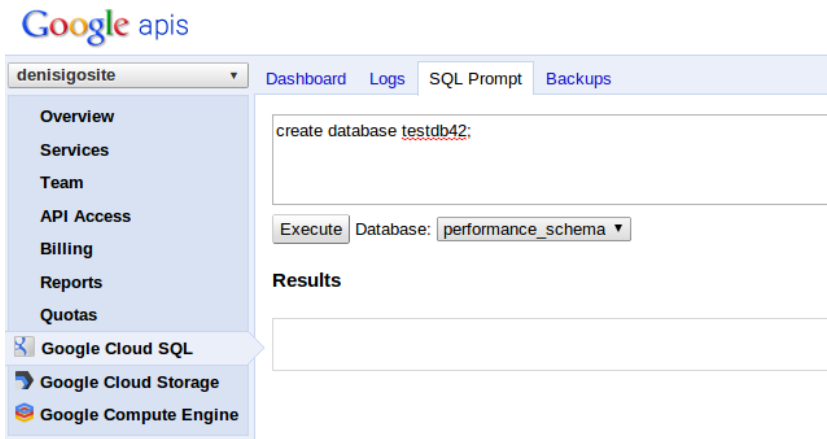 Google apis
denisigosite
Dashboard Logs SQL Prompt Backups
Overview
Services
Team
API Access
Billing
Reports
Quotas
Google Cloud SQL
Google Cloud Storage
Google Compute Engine
create database testdb42;
Execute Database: performance_schema
Results